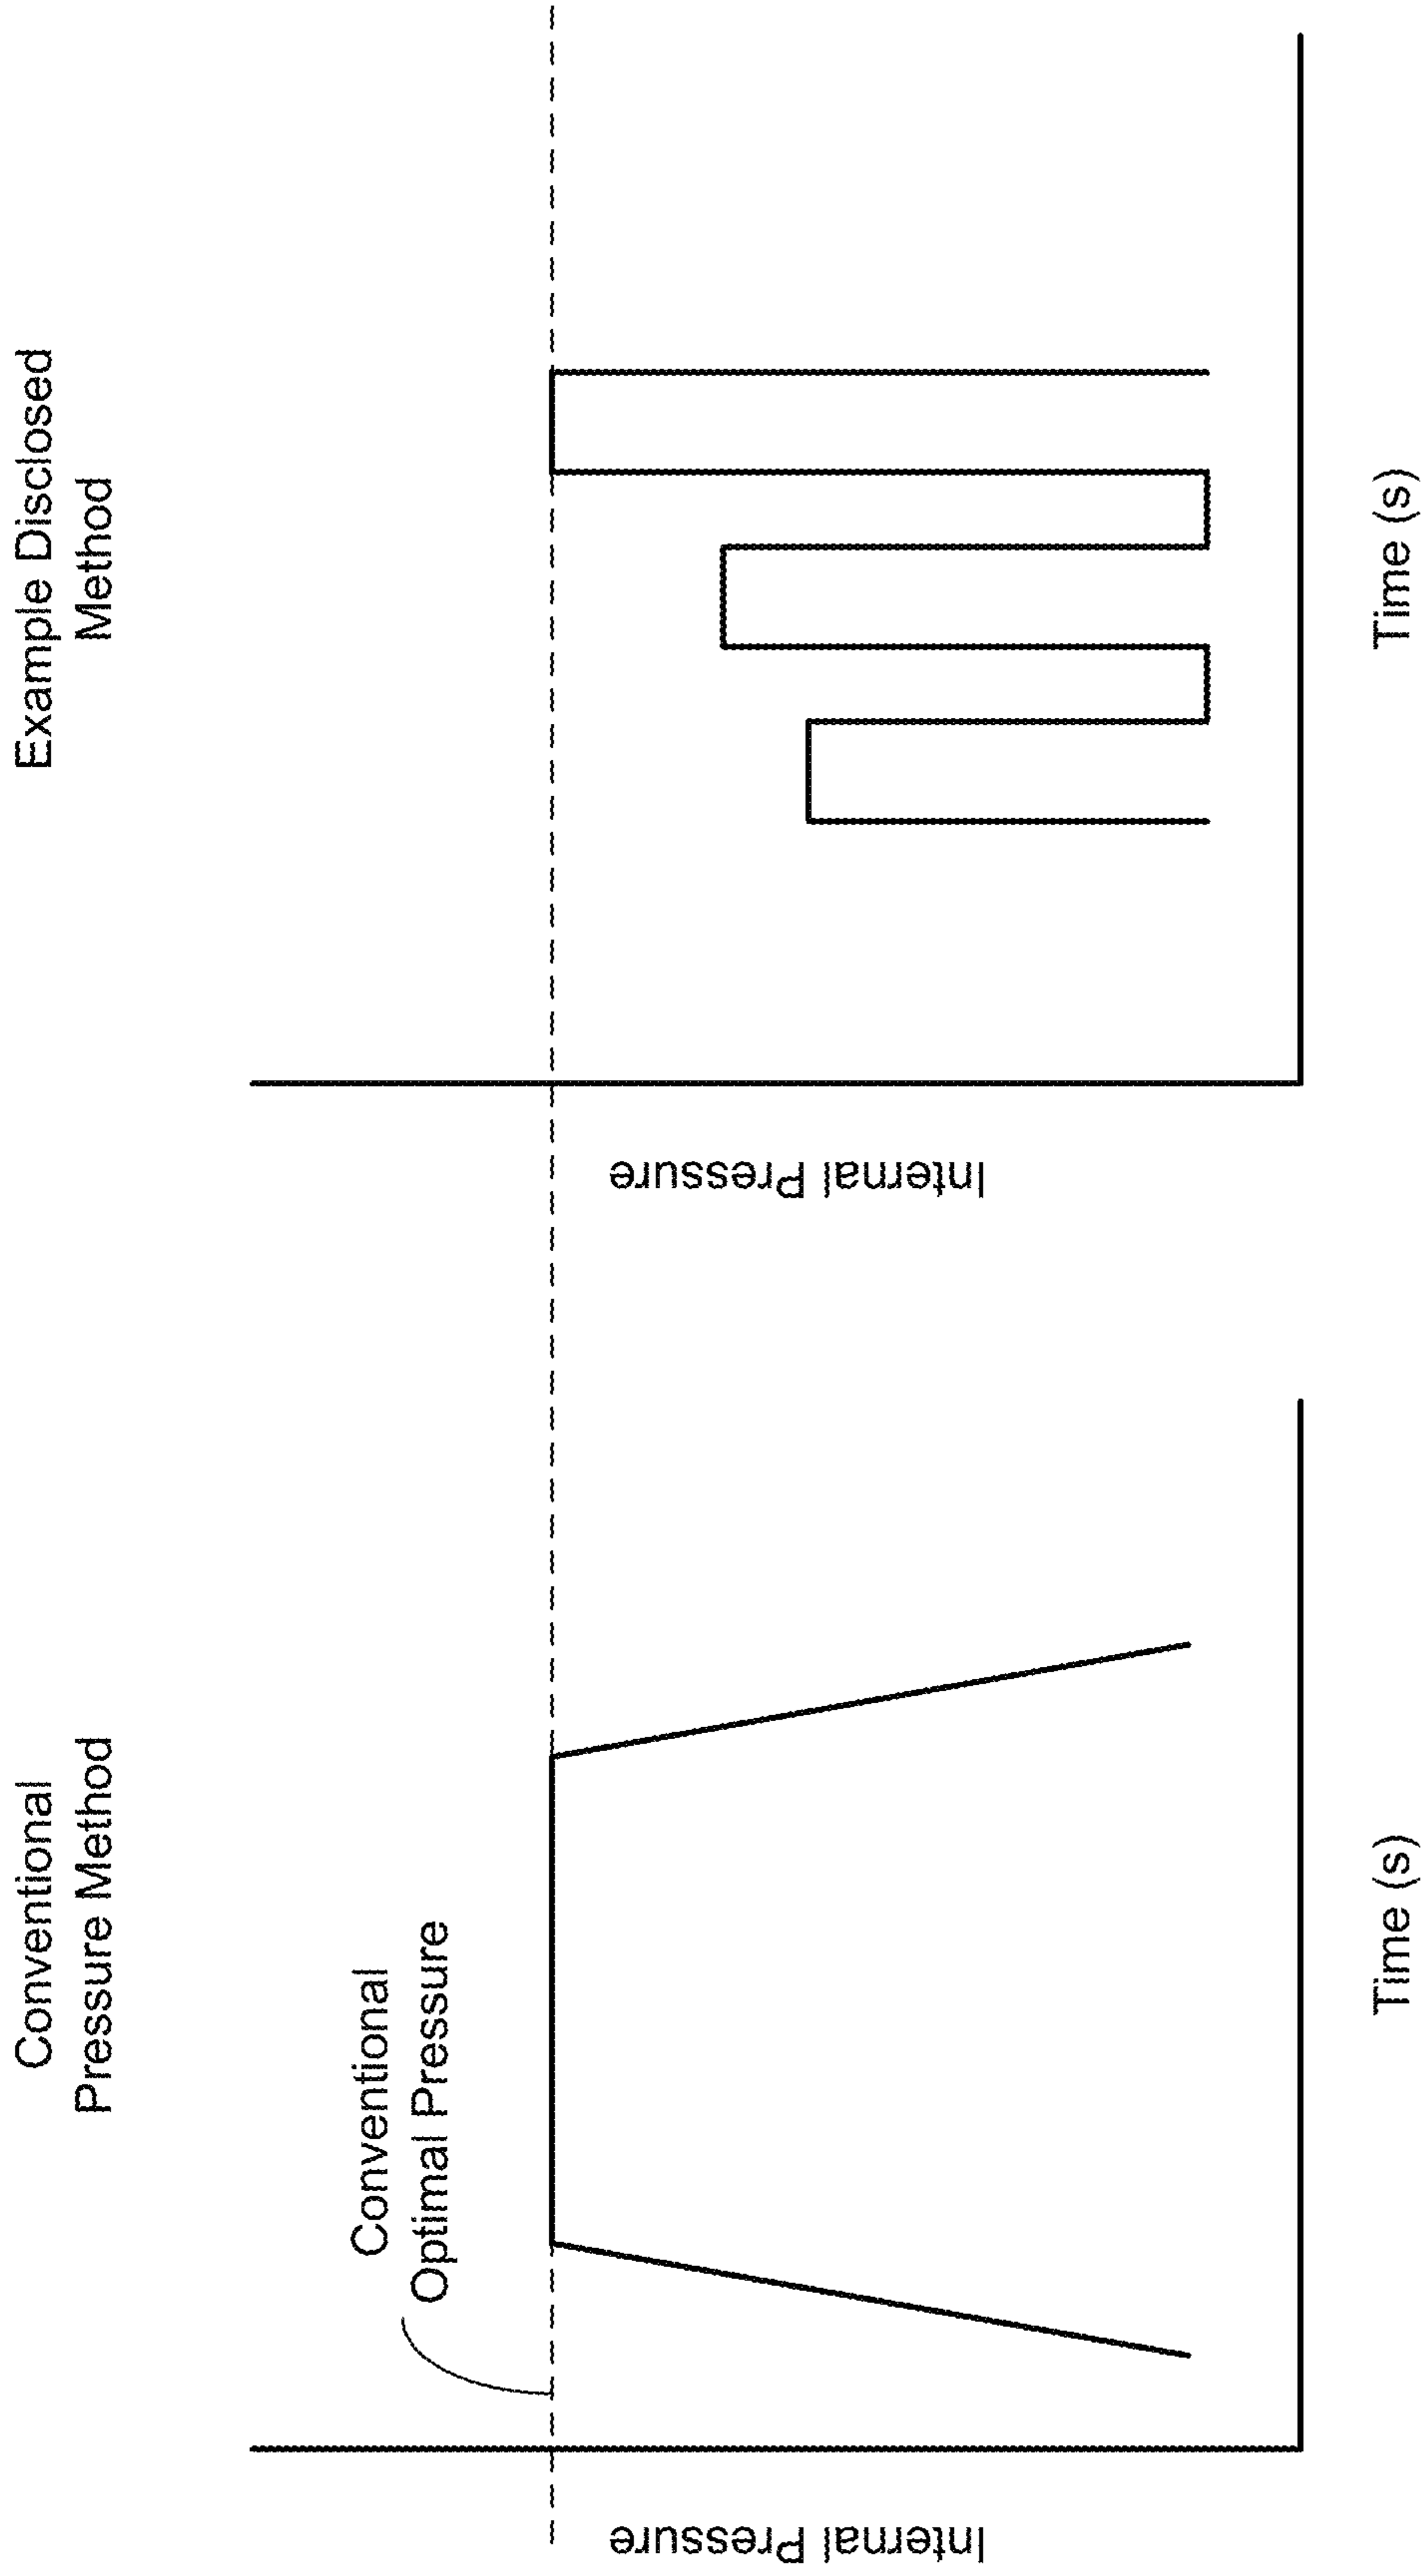 Conventional
Pressure Method
Conventional
Optimal Pressure
Internal Pressure
Time (s)
Example Disclosed
Method
Internal Pressure
Time (s)